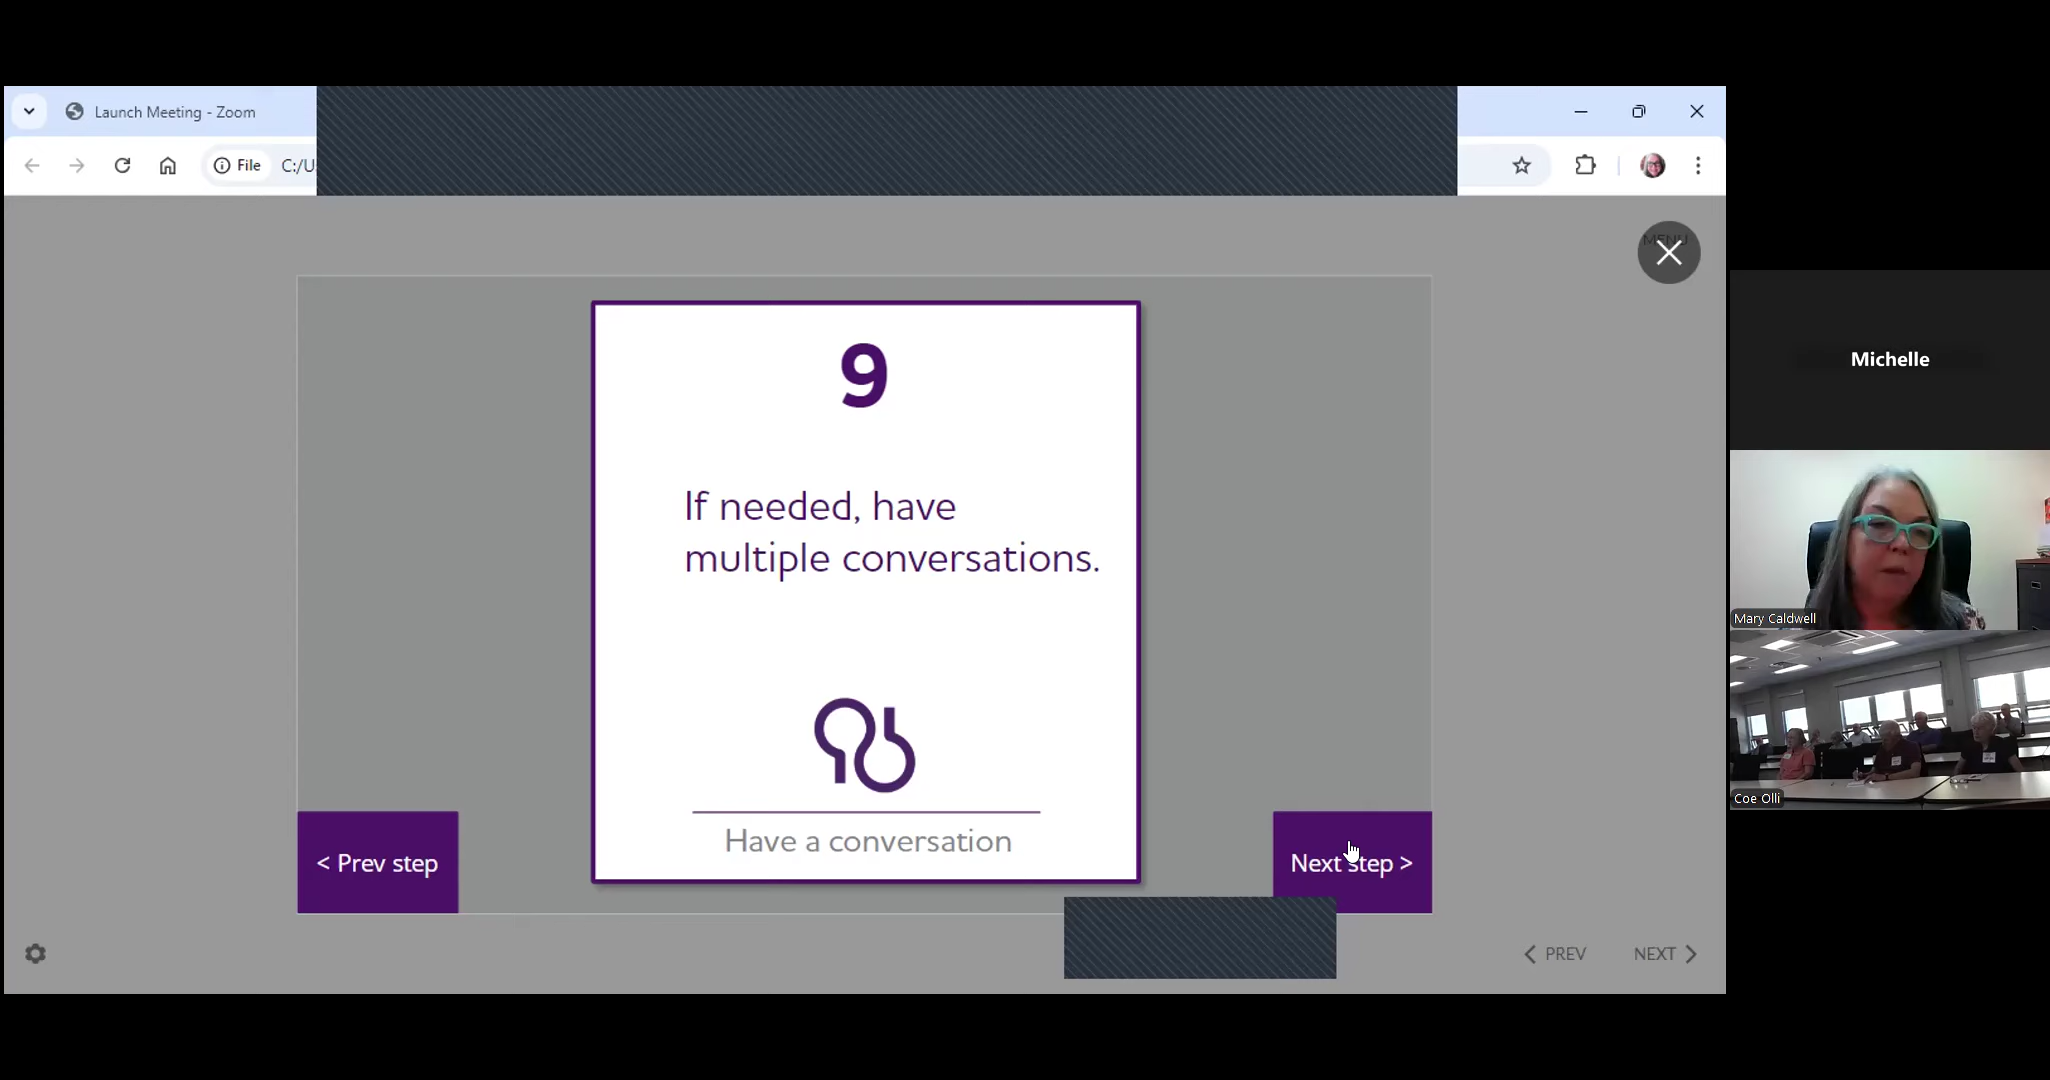 Launch Meeting - Zoom
File
C:/U
MENU
9
If needed, have
multiple conversations.
Have a conversation
< Prev step
Next step >
PREV
NEXT
Michelle
Mary Caldwell
Coe Olli